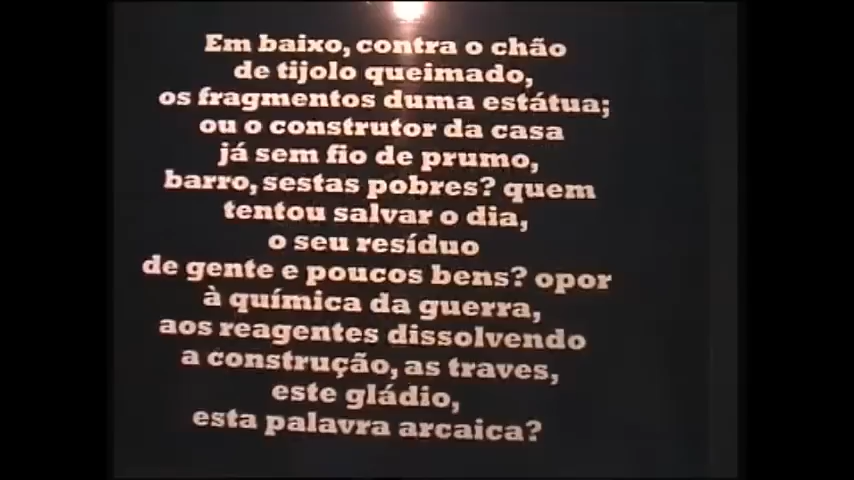 Em baixo, contra o chão
de tijolo queimado,
os fragmentos duma estátua;
ou o construtor da casa
já sem fio de prumo,
barro, sestas pobres? quem
tentou salvar o dia,
o seu resíduo
de gente e poucos bens? opor
à química da guerra,
aos reagentes dissolvendo
a construção, as traves,
este gládio,
esta palavra arcaica?